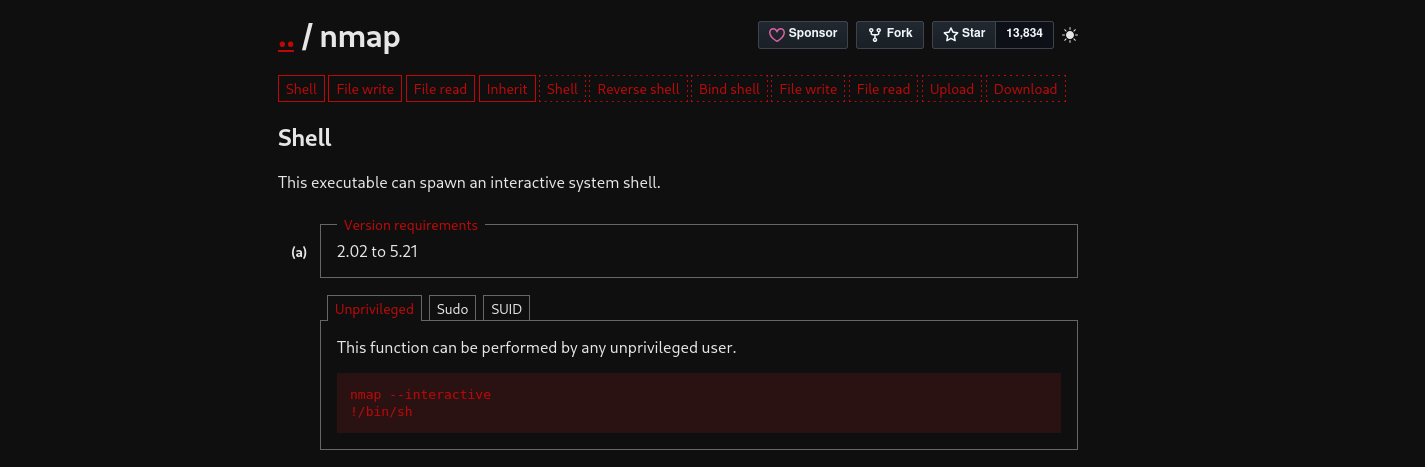 .. / nmap
Sponsor Fork Star 13,834
Shell File write File read Inherit Shell Reverse shell Bind shell File write File read Upload Download
Shell
This executable can spawn an interactive system shell.
Version requirements
(a) 2.02 to 5.21
Unprivileged Sudo SUID
This function can be performed by any unprivileged user.
nmap --interactive
!/bin/sh